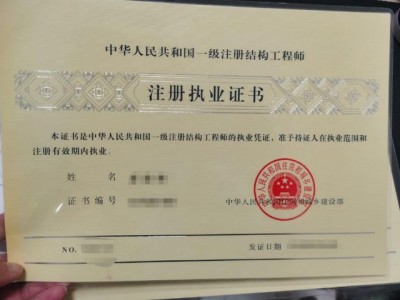 中华人民共和国一级注册结构工程师
注册执业证书
本证书是中华人民共和国一级注册结构工程师的执业凭证，准予持证人在执业范围和
注册有效期内执业。
姓 名
证书编号
中华人民共和国住房和城乡建设部
NO.
发证日期